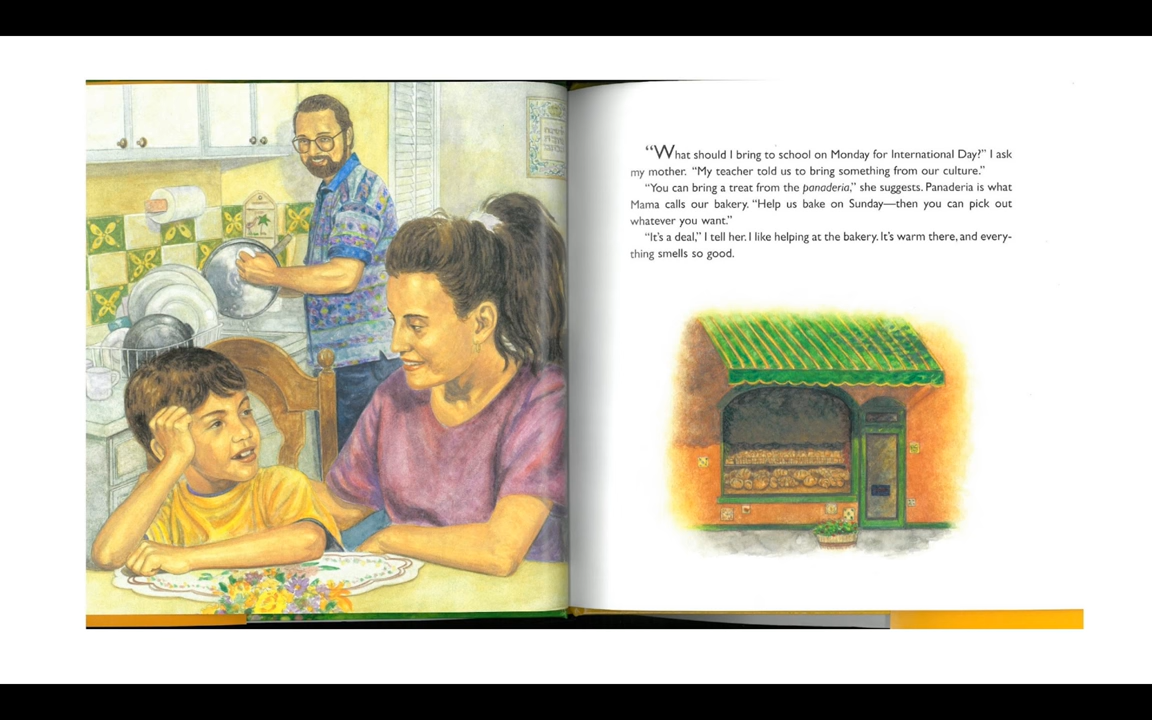 “What should I bring to school on Monday for International Day?” I ask
my mother. “My teacher told us to bring something from our culture.”
“You can bring a treat from the panaderia,” she suggests. Panaderia is what
Mama calls our bakery. “Help us bake on Sunday—then you can pick out
whatever you want.”
“It’s a deal,” I tell her. I like helping at the bakery. It’s warm there, and every-
thing smells so good.